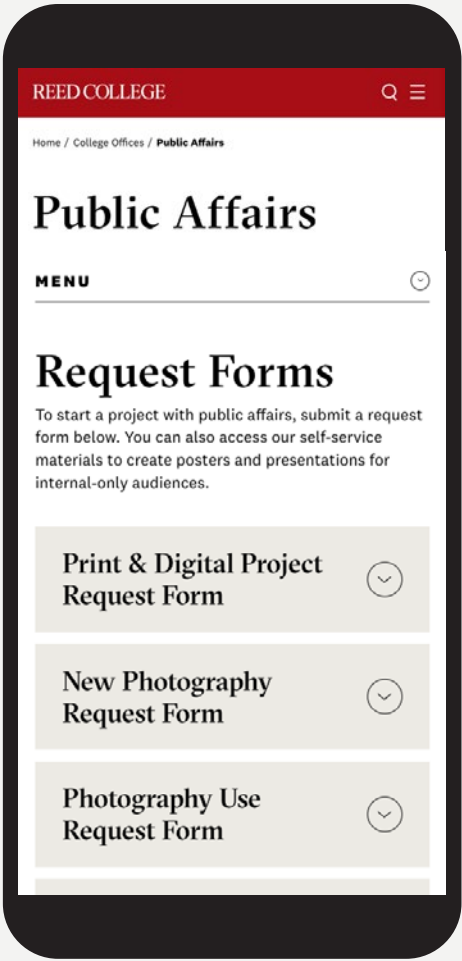 REED COLLEGE
Home / College Offices / Public Affairs
Public Affairs
MENU
Request Forms
To start a project with public affairs, submit a request
form below. You can also access our self-service
materials to create posters and presentations for
internal-only audiences.
Print & Digital Project
Request Form
New Photography
Request Form
Photography Use
Request Form